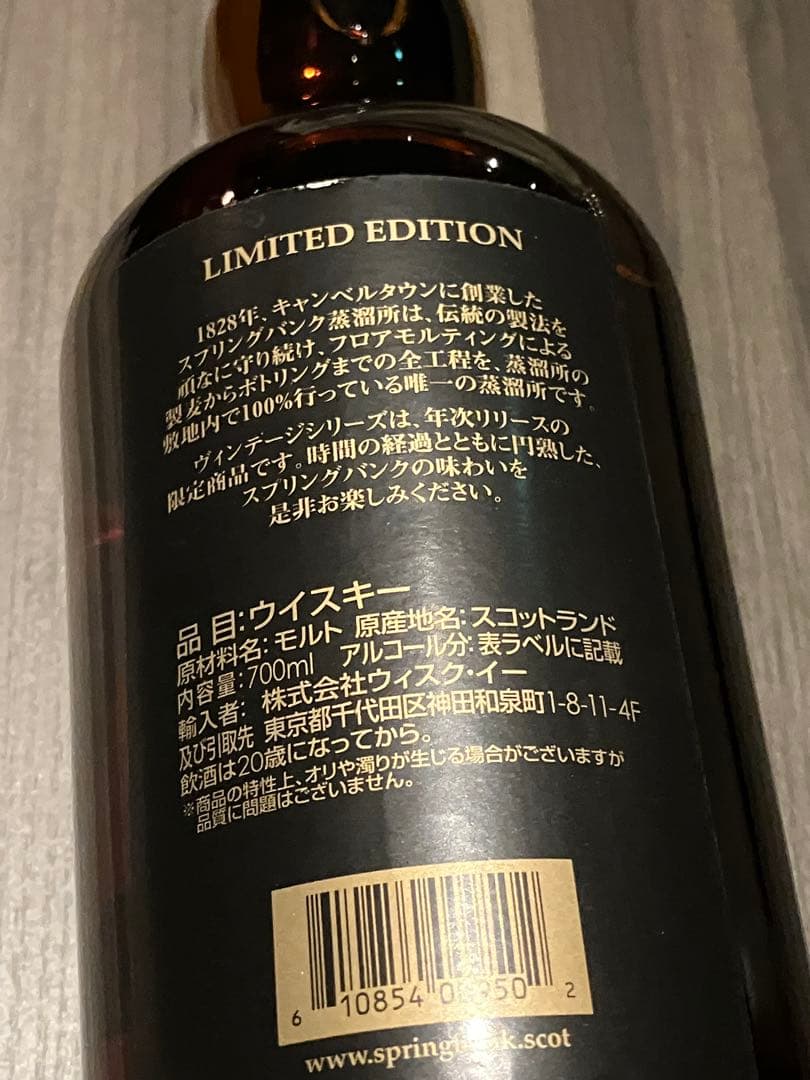 LIMITED EDITION
1828年、キャンベルタウンに創業した
スプリングバンク蒸溜所は、伝統の製法を
頑なに守り続け、フロアモルティングによる
製麦からボトリングまでの全工程を、蒸溜所の
敷地内で100%行っている唯一の蒸溜所です。
ヴィンテージシリーズは、年次リリースの
限定商品です。時間の経過とともに円熟した、
スプリングバンクの味わいを
是非お楽しみください。
品 目:ウイスキー
原材料名:モルト 原産地名:スコットランド
内容量:700ml アルコール分:表ラベルに記載
輸入者: 株式会社ウィスク・イー
及び引取先 東京都千代田区神田和泉町1-8-11-4F
飲酒は20歳になってから。
※商品の特性上、オリや濁りが生じる場合がございますが
品質に問題はございません。
6 10854 2
www.springbank.scot